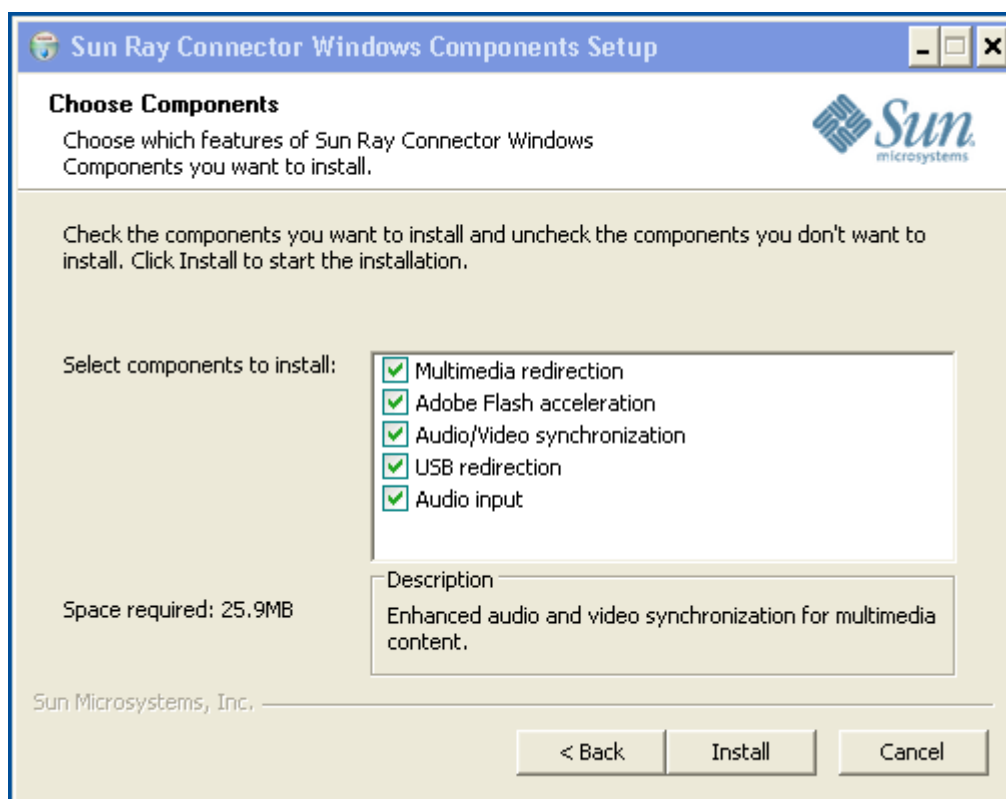 Sun Ray Connector Windows Components Setup
Choose Components
Choose which features of Sun Ray Connector Windows
Components you want to install.
Sun
microsystems
Check the components you want to install and uncheck the components you don't want to
install. Click Install to start the installation.
Select components to install:
Multimedia redirection
Adobe Flash acceleration
Audio/Video synchronization
USB redirection
Audio input
Space required: 25.9MB
Description
Enhanced audio and video synchronization for multimedia
content.
Sun Microsystems, Inc.
< Back Install Cancel